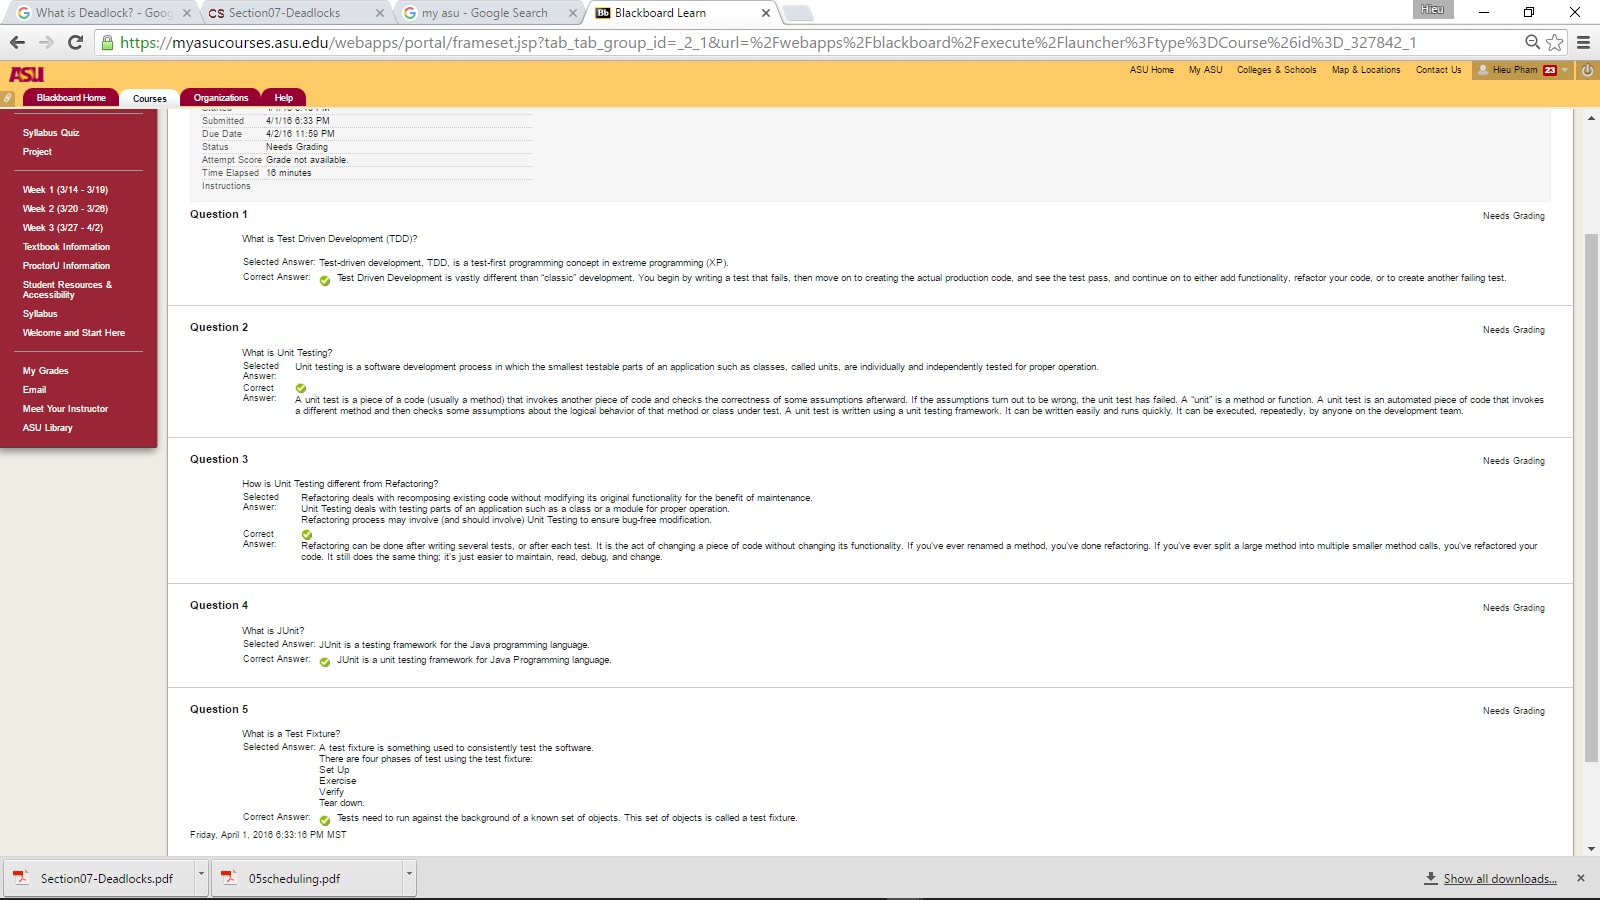 What is Deadlock? - Goog
CS Section07-Deadlocks
my asu - Google Search
Bb Blackboard Learn
Hieu
https://myasucourses.asu.edu/webapps/portal/frameset.jsp?tab_tab_group_id=_2_1&url=%2Fwebapps%2Fblackboard%2Fexecute%2Flauncher%3Ftype%3DCourse%26id%3D_327842_1
ASU
ASU Home My ASU Colleges & Schools Map & Locations Contact Us Hieu Pham 23
Blackboard Home Courses Organizations Help
Syllabus Quiz
Project
Week 1 (3/14 - 3/19)
Week 2 (3/20 - 3/26)
Week 3 (3/27 - 4/2)
Textbook Information
ProctorU Information
Student Resources &
Accessibility
Syllabus
Welcome and Start Here
My Grades
Email
Meet Your Instructor
ASU Library
Submitted 4/1/16 6:33 PM
Due Date 4/2/16 11:59 PM
Status Needs Grading
Attempt Score Grade not available.
Time Elapsed 16 minutes
Instructions
Question 1 Needs Grading
What is Test Driven Development (TDD)?
Selected Answer: Test-driven development, TDD, is a test-first programming concept in extreme programming (XP).
Correct Answer: Test Driven Development is vastly different than “classic” development. You begin by writing a test that fails, then move on to creating the actual production code, and see the test pass, and continue on to either add functionality, refactor your code, or to create another failing test.
Question 2 Needs Grading
What is Unit Testing?
Selected Unit testing is a software development process in which the smallest testable parts of an application such as classes, called units, are individually and independently tested for proper operation.
Answer:
Correct
Answer: A unit test is a piece of a code (usually a method) that invokes another piece of code and checks the correctness of some assumptions afterward. If the assumptions turn out to be wrong, the unit test has failed. A “unit” is a method or function. A unit test is an automated piece of code that invokes
a different method and then checks some assumptions about the logical behavior of that method or class under test. A unit test is written using a unit testing framework. It can be written easily and runs quickly. It can be executed, repeatedly, by anyone on the development team.
Question 3 Needs Grading
How is Unit Testing different from Refactoring?
Selected Refactoring deals with recomposing existing code without modifying its original functionality for the benefit of maintenance.
Answer: Unit Testing deals with testing parts of an application such as a class or a module for proper operation.
Refactoring process may involve (and should involve) Unit Testing to ensure bug-free modification.
Correct
Answer: Refactoring can be done after writing several tests, or after each test. It is the act of changing a piece of code without changing its functionality. If you've ever renamed a method, you've done refactoring. If you've ever split a large method into multiple smaller method calls, you've refactored your
code. It still does the same thing; it's just easier to maintain, read, debug, and change.
Question 4 Needs Grading
What is JUnit?
Selected Answer: JUnit is a testing framework for the Java programming language.
Correct Answer: JUnit is a unit testing framework for Java Programming language.
Question 5 Needs Grading
What is a Test Fixture?
Selected Answer: A test fixture is something used to consistently test the software.
There are four phases of test using the test fixture:
Set Up
Exercise
Verify
Tear down.
Correct Answer: Tests need to run against the background of a known set of objects. This set of objects is called a test fixture.
Friday, April 1, 2016 6:33:16 PM MST
Section07-Deadlocks.pdf
05scheduling.pdf
Show all downloads...